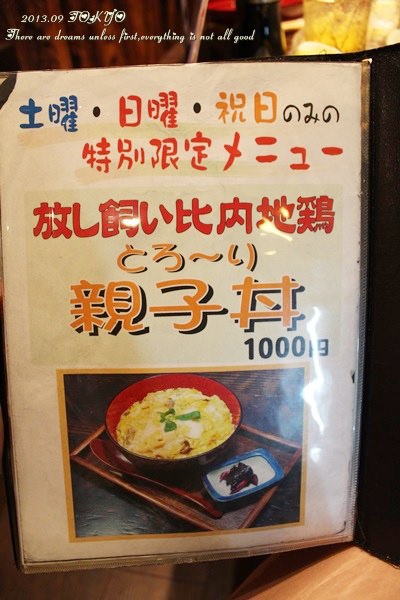 2013.09 TOKYO
There are dreams unless first,everything is not all good
土曜・日曜・祝日のみの
特別限定メニュー
放し飼い比内地鶏
とろ～り
親子丼
1000円